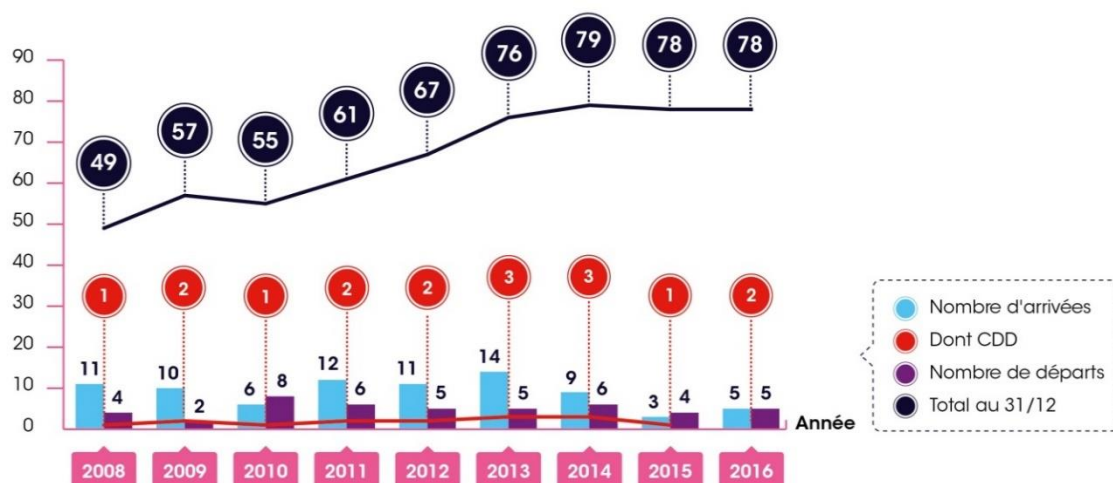 90
80
70
60
50
40
30
20
10
0
49 57 55 61 67 76 79 78 78
1 2 1 2 2 3 3 1 2
11 4 10 2 6 8 12 6 11 5 14 5 9 6 3 4 5 5
Année
2008 2009 2010 2011 2012 2013 2014 2015 2016
Nombre d'arrivées
Dont CDD
Nombre de départs
Total au 31/12